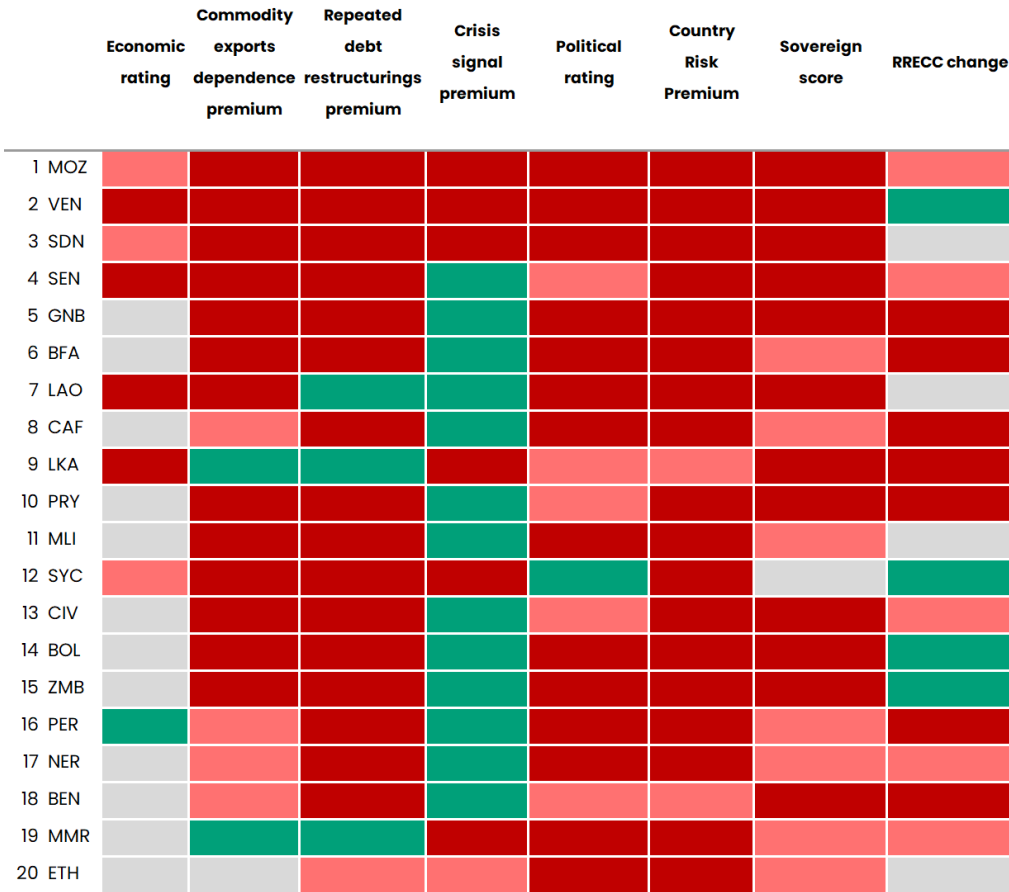 Economic
rating
Commodity
exports
dependence
premium
Repeated
debt
restructurings
premium
Crisis
signal
premium
Political
rating
Country
Risk
Premium
Sovereign
score
RRECC change
1 MOZ
2 VEN
3 SDN
4 SEN
5 GNB
6 BFA
7 LAO
8 CAF
9 LKA
10 PRY
11 MLI
12 SYC
13 CIV
14 BOL
15 ZMB
16 PER
17 NER
18 BEN
19 MMR
20 ETH